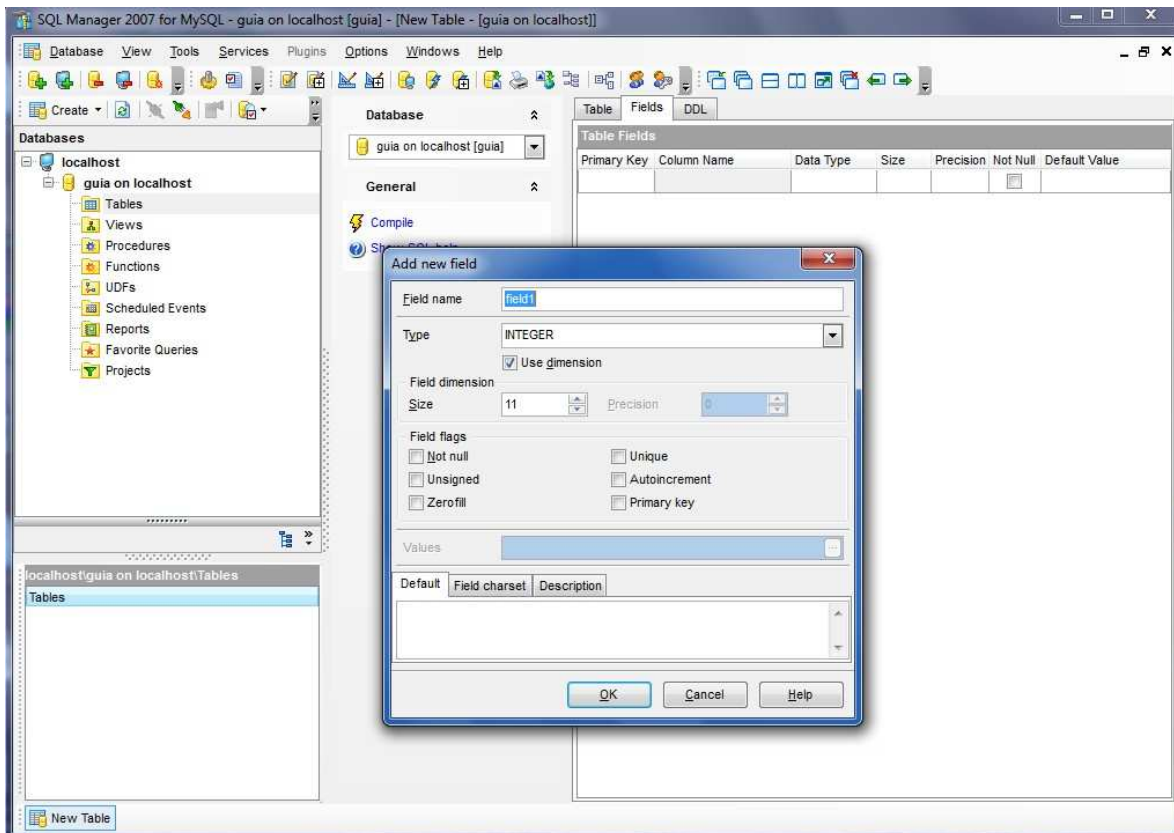 SQL Manager 2007 for MySQL - guia on localhost [guia] - [New Table - [guia on localhost]]
Database View Tools Services Plugins Options Windows Help
Create
Databases
localhost
guia on localhost
Tables
Views
Procedures
Functions
UDFs
Scheduled Events
Reports
Favorite Queries
Projects
localhost\guia on localhost\Tables
Tables
Database
guia on localhost [guia]
General
Compile
Show SQL help
Table Fields DDL
Table Fields
Primary Key Column Name Data Type Size Precision Not Null Default Value
Add new field
Field name field1
Type INTEGER
Use dimension
Field dimension
Size 11 Precision 0
Field flags
Not null Unique
Unsigned Autoincrement
Zerofill Primary key
Values
Default Field charset Description
OK Cancel Help
New Table